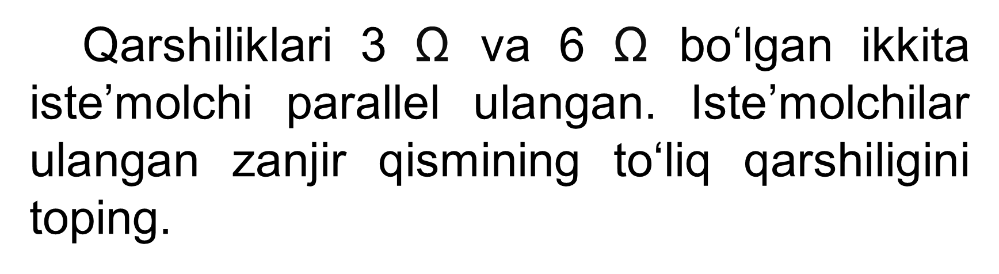 Qarshiliklari 3 Ω va 6 Ω bo‘lgan ikkita
iste’molchi parallel ulangan. Iste’molchilar
ulangan zanjir qismining to‘liq qarshiligini
toping.